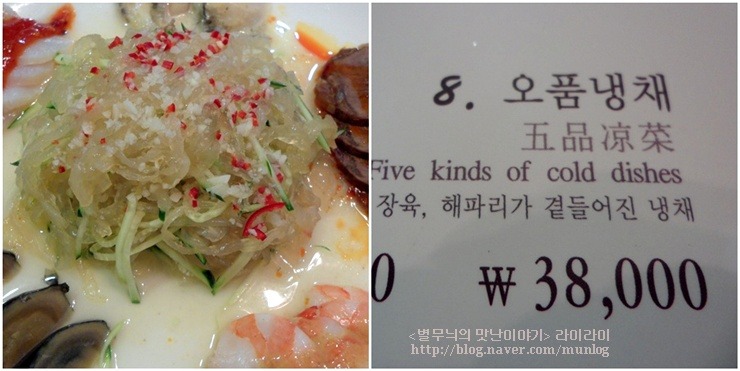 8. 오품냉채
五品凉菜
Five kinds of cold dishes
장육, 해파리가 곁들어진 냉채
0 ₩ 38,000
<별무늬의 맛난이야기> 라이라이
http://blog.naver.com/munlog